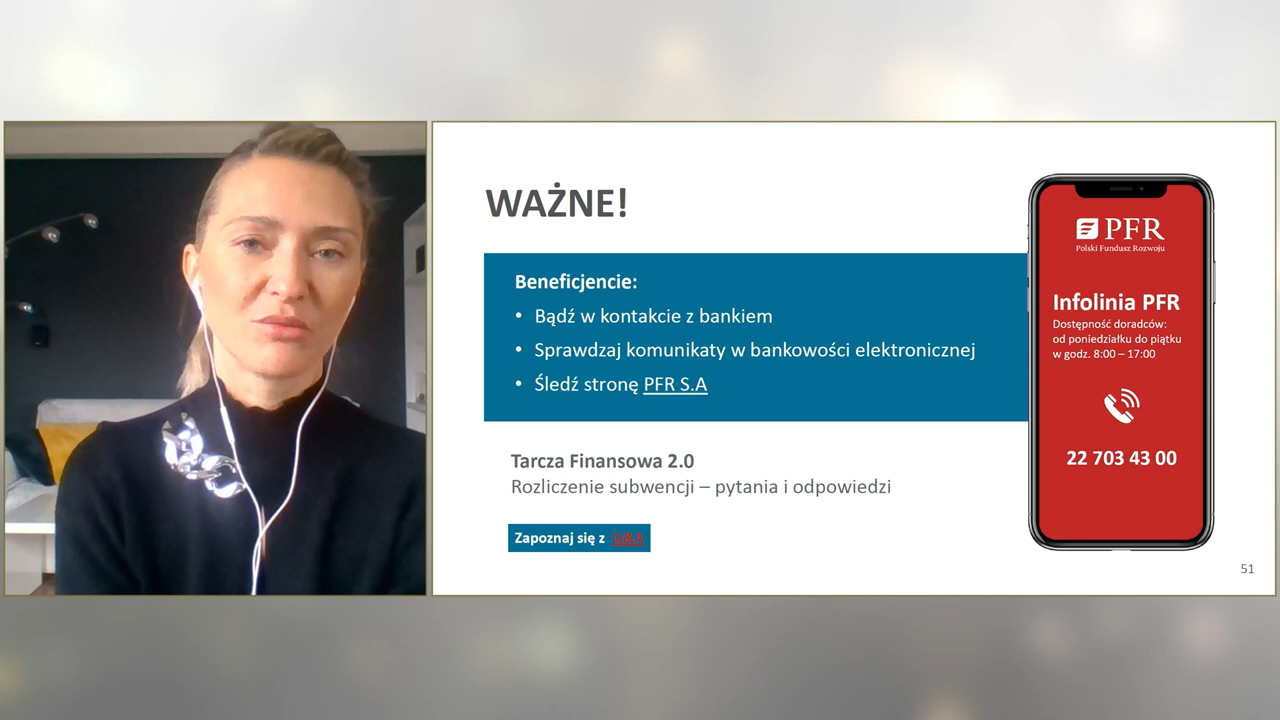 WAŻNE!
Beneficjencie:
• Bądź w kontakcie z bankiem
• Sprawdzaj komunikaty w bankowości elektronicznej
• Śledź stronę PFR S.A
Tarcza Finansowa 2.0
Rozliczenie subwencji – pytania i odpowiedzi
Zapoznaj się z Q&A
PFR
Polski Fundusz Rozwoju
Infolinia PFR
Dostępność doradców:
od poniedziałku do piątku
w godz. 8:00 – 17:00
22 703 43 00
51